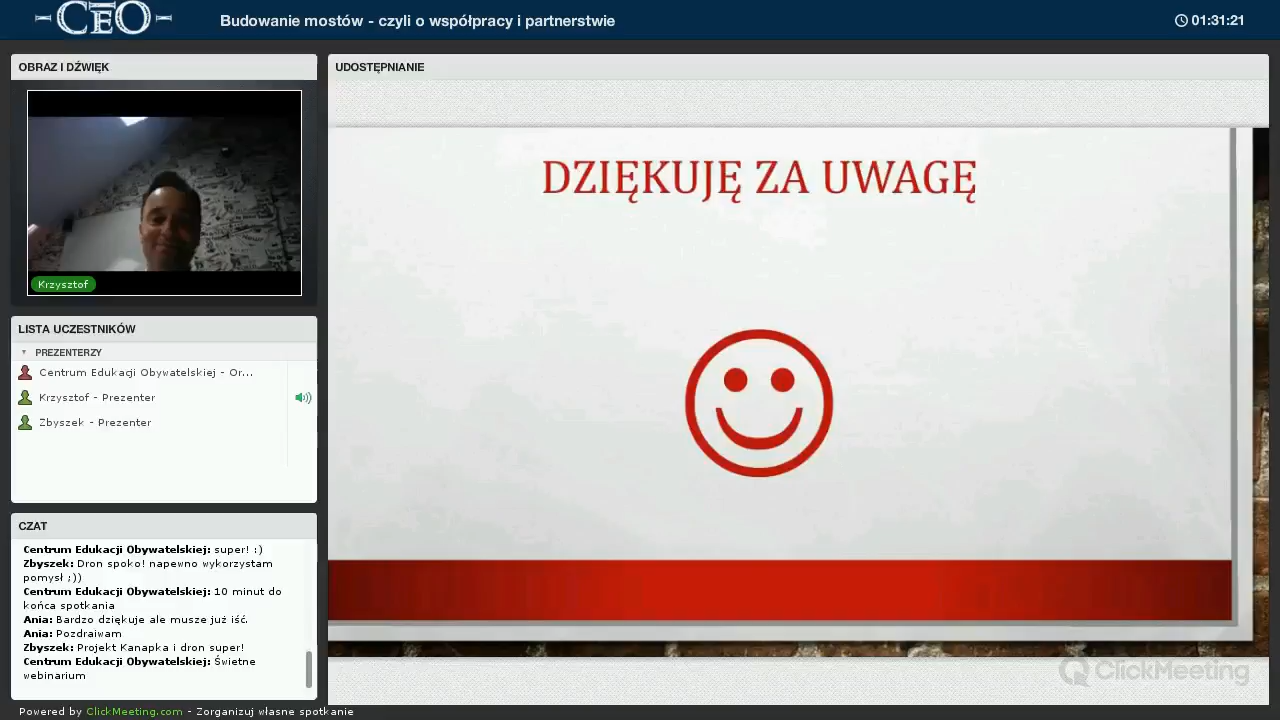 CEO
Budowanie mostów - czyli o współpracy i partnerstwie
01:31:21
OBRAZ I DŹWIĘK
Krzysztof
LISTA UCZESTNIKÓW
PREZENTERZY
Centrum Edukacji Obywatelskiej - Or...
Krzysztof - Prezenter
Zbyszek - Prezenter
CZAT
Centrum Edukacji Obywatelskiej: super! :)
Zbyszek: Dron spoko! napewno wykorzystam
pomysł ;))
Centrum Edukacji Obywatelskiej: 10 minut do
końca spotkania
Ania: Bardzo dziękuje ale musze już iść.
Ania: Pozdraiwam
Zbyszek: Projekt Kanapka i dron super!
Centrum Edukacji Obywatelskiej: Świetne
webinarium
UDOSTĘPNIANIE
DZIĘKUJĘ ZA UWAGĘ
ClickMeeting
Powered by ClickMeeting.com - Zorganizuj własne spotkanie